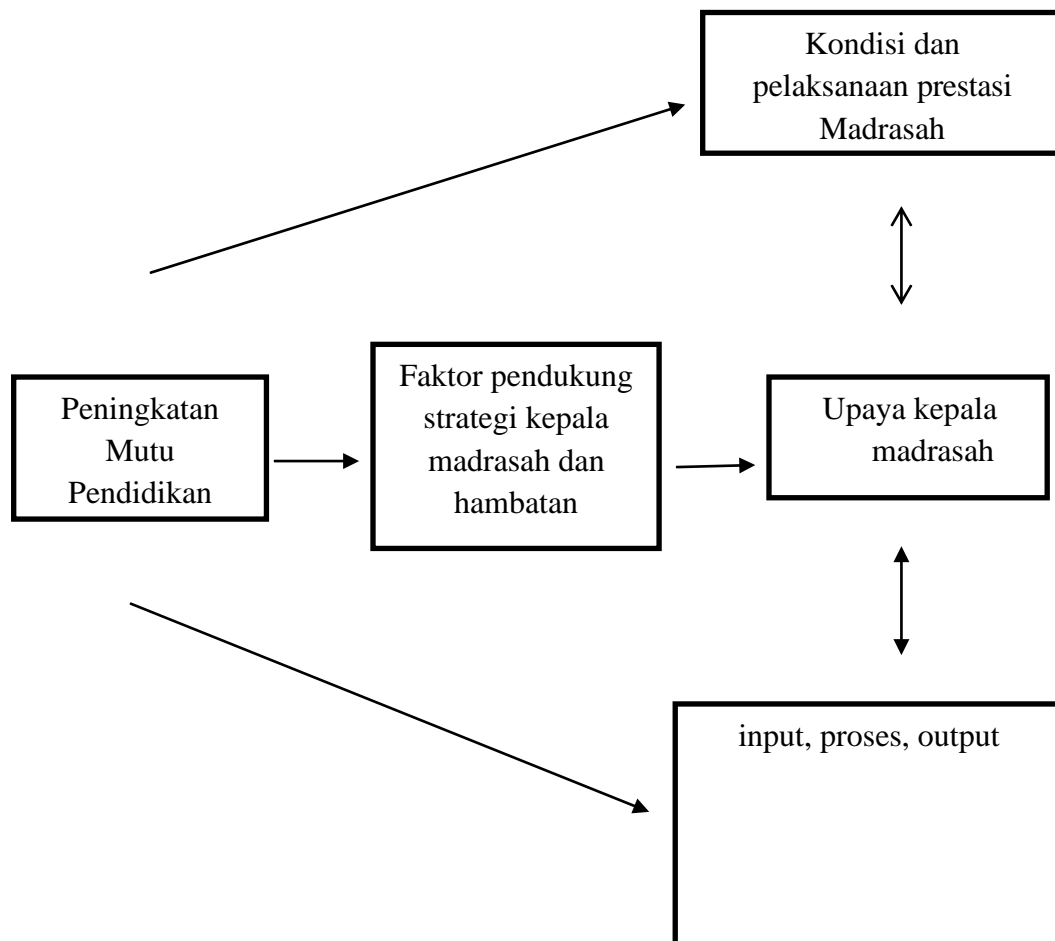 Kondisi dan
pelaksanaan prestasi
Madrasah
Peningkatan
Mutu
Pendidikan
Faktor pendukung
strategi kepala
madrasah dan
hambatan
Upaya kepala
madrasah
input, proses, output